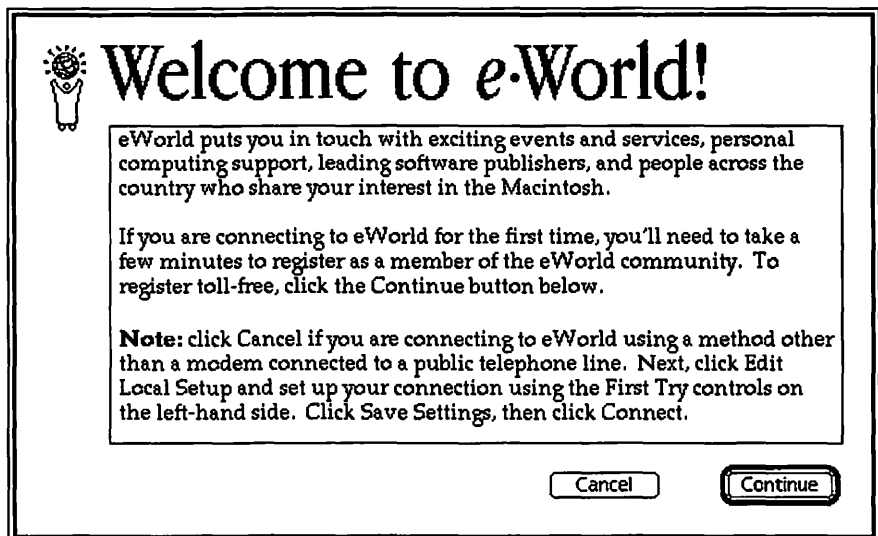 Welcome to e·World!
eWorld puts you in touch with exciting events and services, personal
computing support, leading software publishers, and people across the
country who share your interest in the Macintosh.
If you are connecting to eWorld for the first time, you'll need to take a
few minutes to register as a member of the eWorld community. To
register toll-free, click the Continue button below.
Note: click Cancel if you are connecting to eWorld using a method other
than a modem connected to a public telephone line. Next, click Edit
Local Setup and set up your connection using the First Try controls on
the left-hand side. Click Save Settings, then click Connect.
Cancel Continue